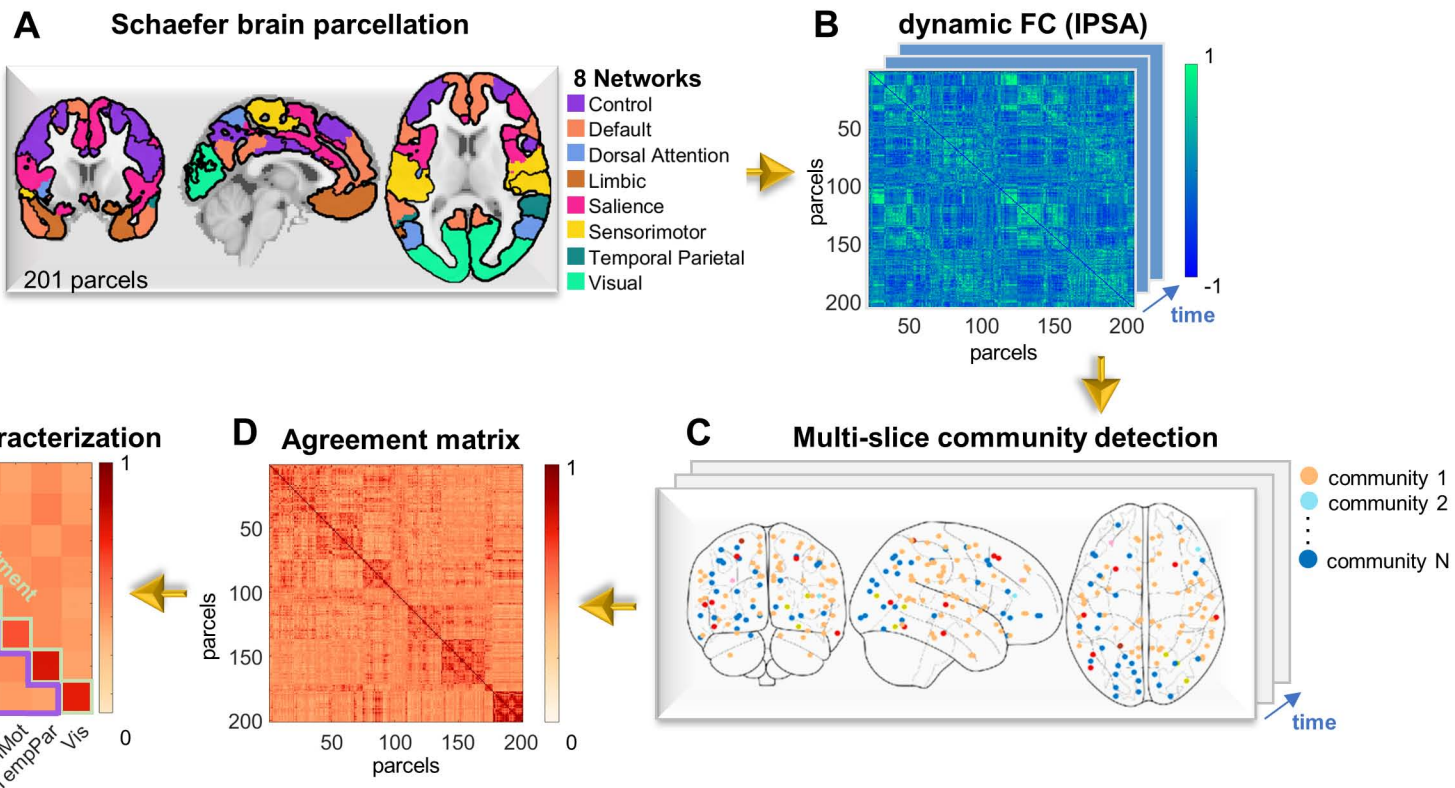 A Schaefer brain parcellation
8 Networks
Control
Default
Dorsal Attention
Limbic
Salience
Sensorimotor
Temporal Parietal
Visual
201 parcels
B dynamic FC (IPSA)
1
-1
parcels
50
100
150
200
50 100 150 200
parcels
time
C Multi-slice community detection
community 1
community 2
community N
time
D Agreement matrix
1
0
parcels
50
100
150
200
50 100 150 200
parcels
racterization
1
0
tment
Mot
TempPar
Vis